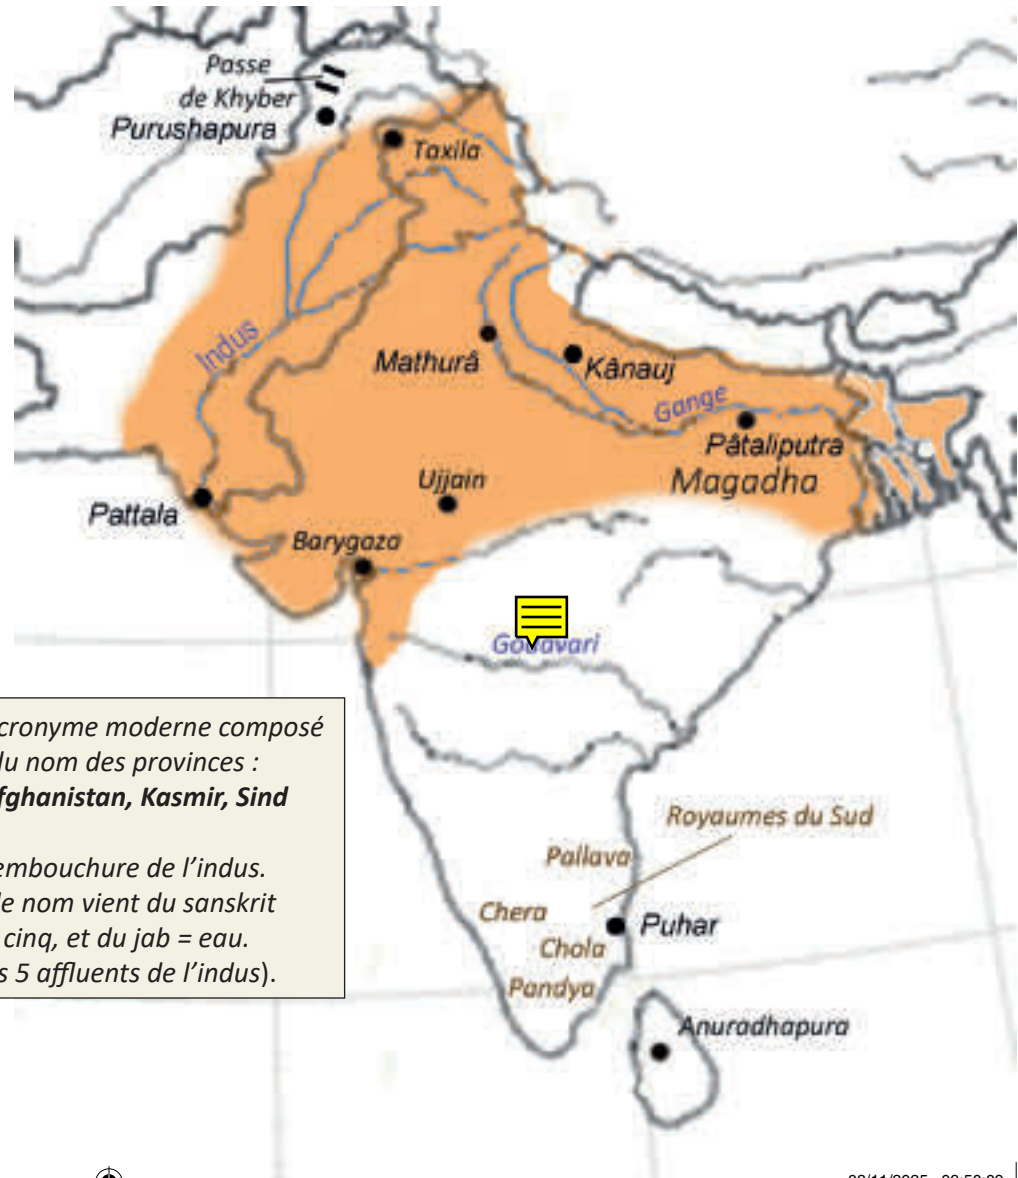 Passe
de Khyber
Purushapura
Taxila
Indus
Mathurâ
Kânauj
Gange
Pâtaliputra
Magadha
Ujjain
Pattala
Barygaza
Godavari
cronyme moderne composé
du nom des provinces :
fghanistan, Kasmir, Sind
embouchure de l’indus.
le nom vient du sanskrit
cinq, et du jab = eau.
s 5 affluents de l’indus).
Royaumes du Sud
Pallava
Chera
Puhar
Chola
Pandya
Anuradhapura